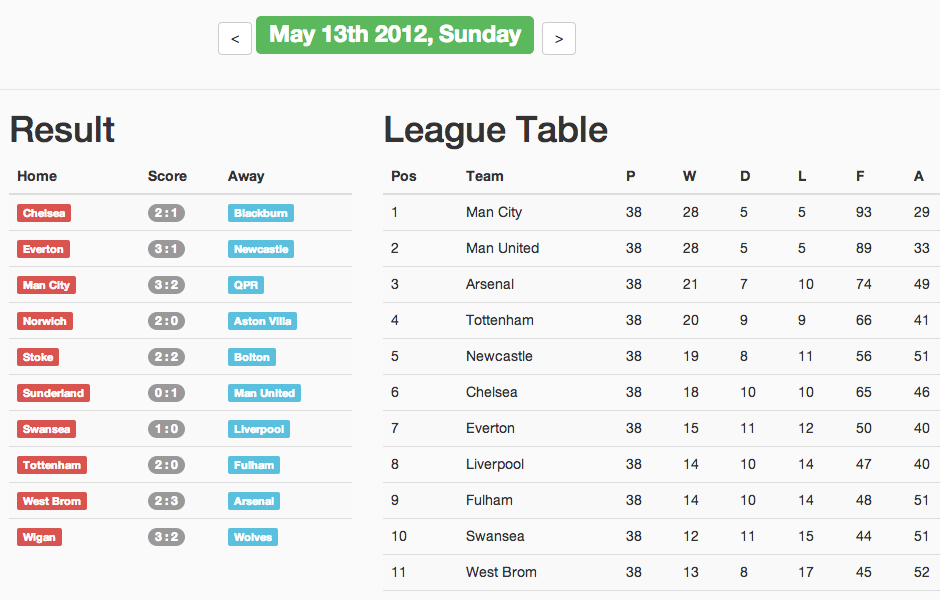 < May 13th 2012, Sunday >
Result
Home Score Away
Chelsea 2 : 1 Blackburn
Everton 3 : 1 Newcastle
Man City 3 : 2 QPR
Norwich 2 : 0 Aston Villa
Stoke 2 : 2 Bolton
Sunderland 0 : 1 Man United
Swansea 1 : 0 Liverpool
Tottenham 2 : 0 Fulham
West Brom 2 : 3 Arsenal
Wigan 3 : 2 Wolves
League Table
Pos Team P W D L F A
1 Man City 38 28 5 5 93 29
2 Man United 38 28 5 5 89 33
3 Arsenal 38 21 7 10 74 49
4 Tottenham 38 20 9 9 66 41
5 Newcastle 38 19 8 11 56 51
6 Chelsea 38 18 10 10 65 46
7 Everton 38 15 11 12 50 40
8 Liverpool 38 14 10 14 47 40
9 Fulham 38 14 10 14 48 51
10 Swansea 38 12 11 15 44 51
11 West Brom 38 13 8 17 45 52